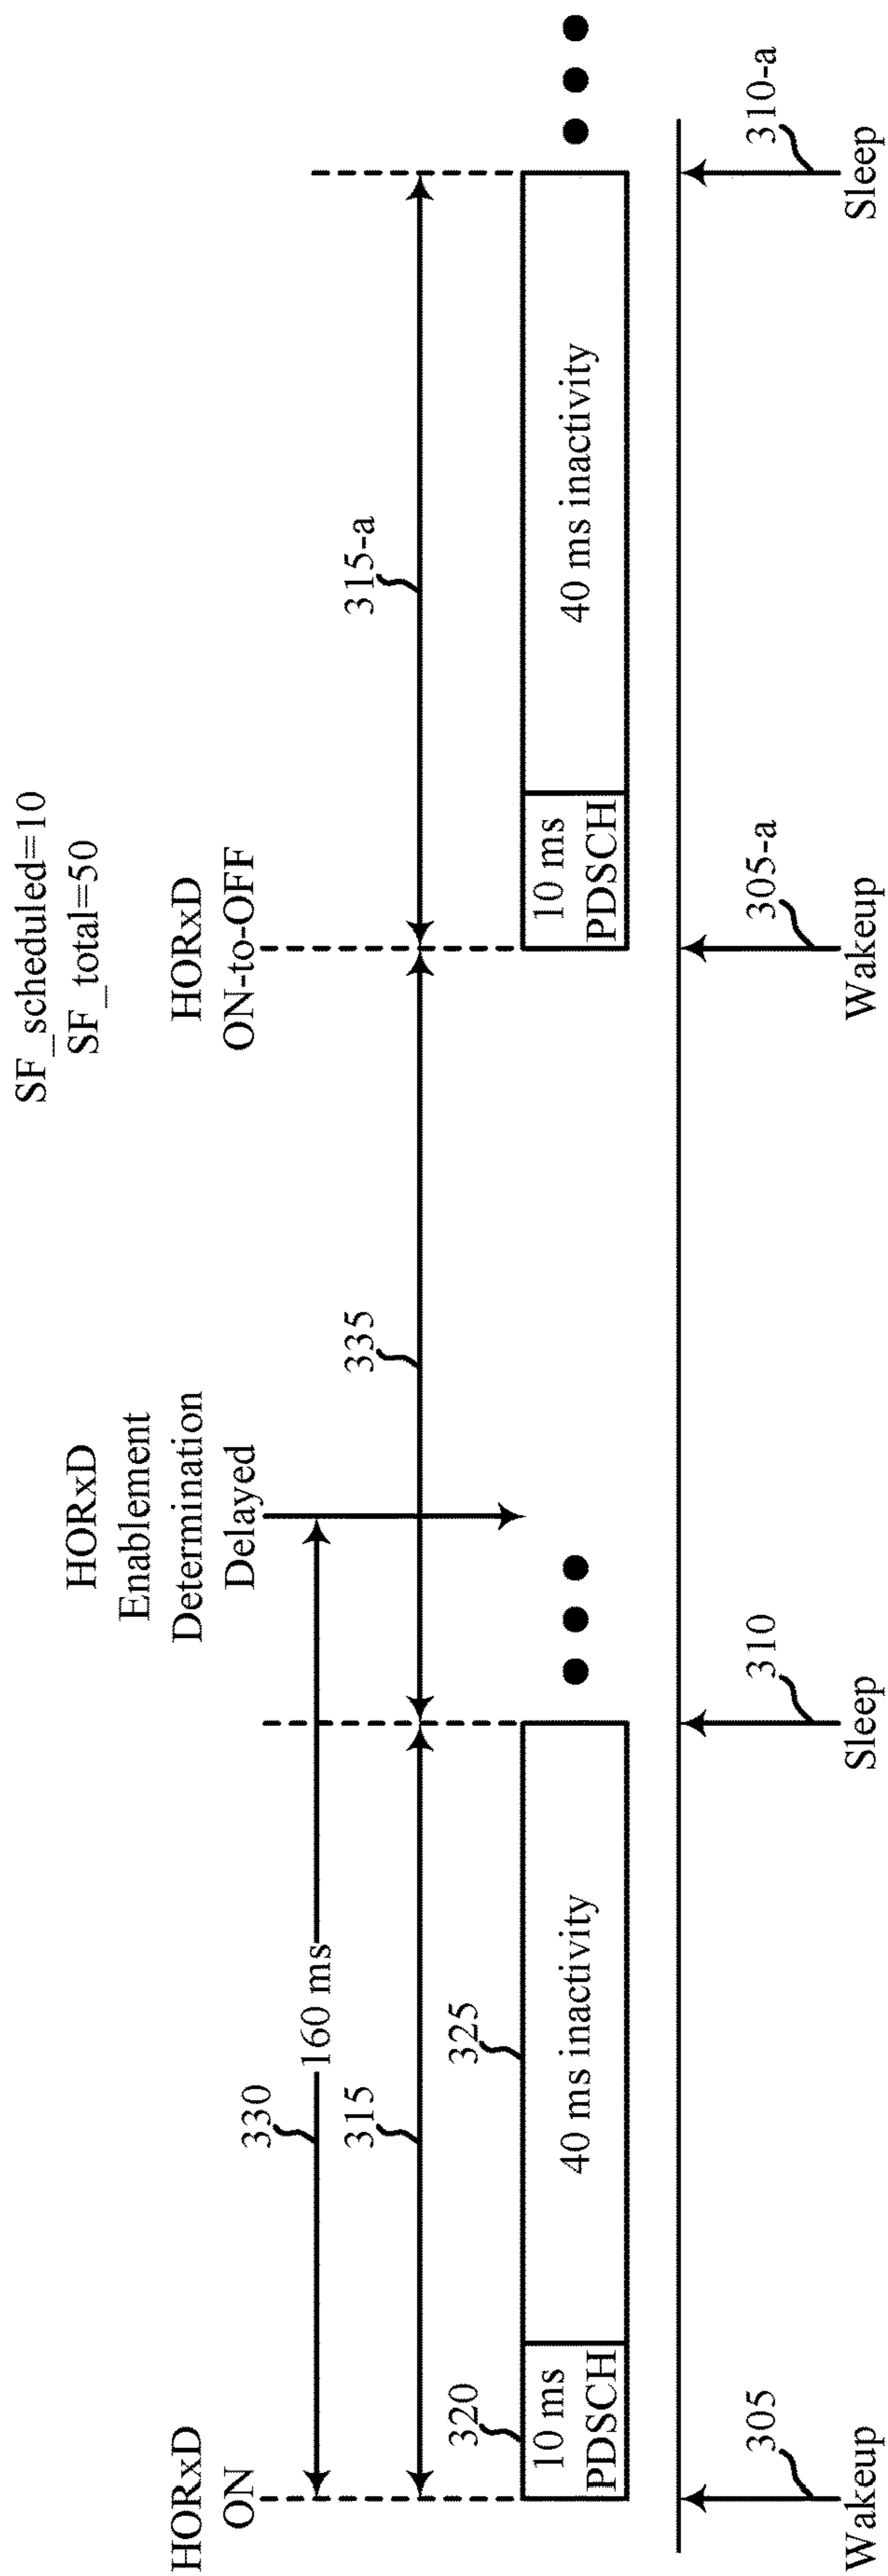 SF_scheduled=10
SF_total=50
HORxD
ON
HORxD
Enablement
Determination
Delayed
HORxD
ON-to-OFF
330
160 ms
315
335
315-a
320
10 ms
PDSCH
325
40 ms inactivity
10 ms
PDSCH
40 ms inactivity
305
Wakeup
310
Sleep
305-a
Wakeup
310-a
Sleep